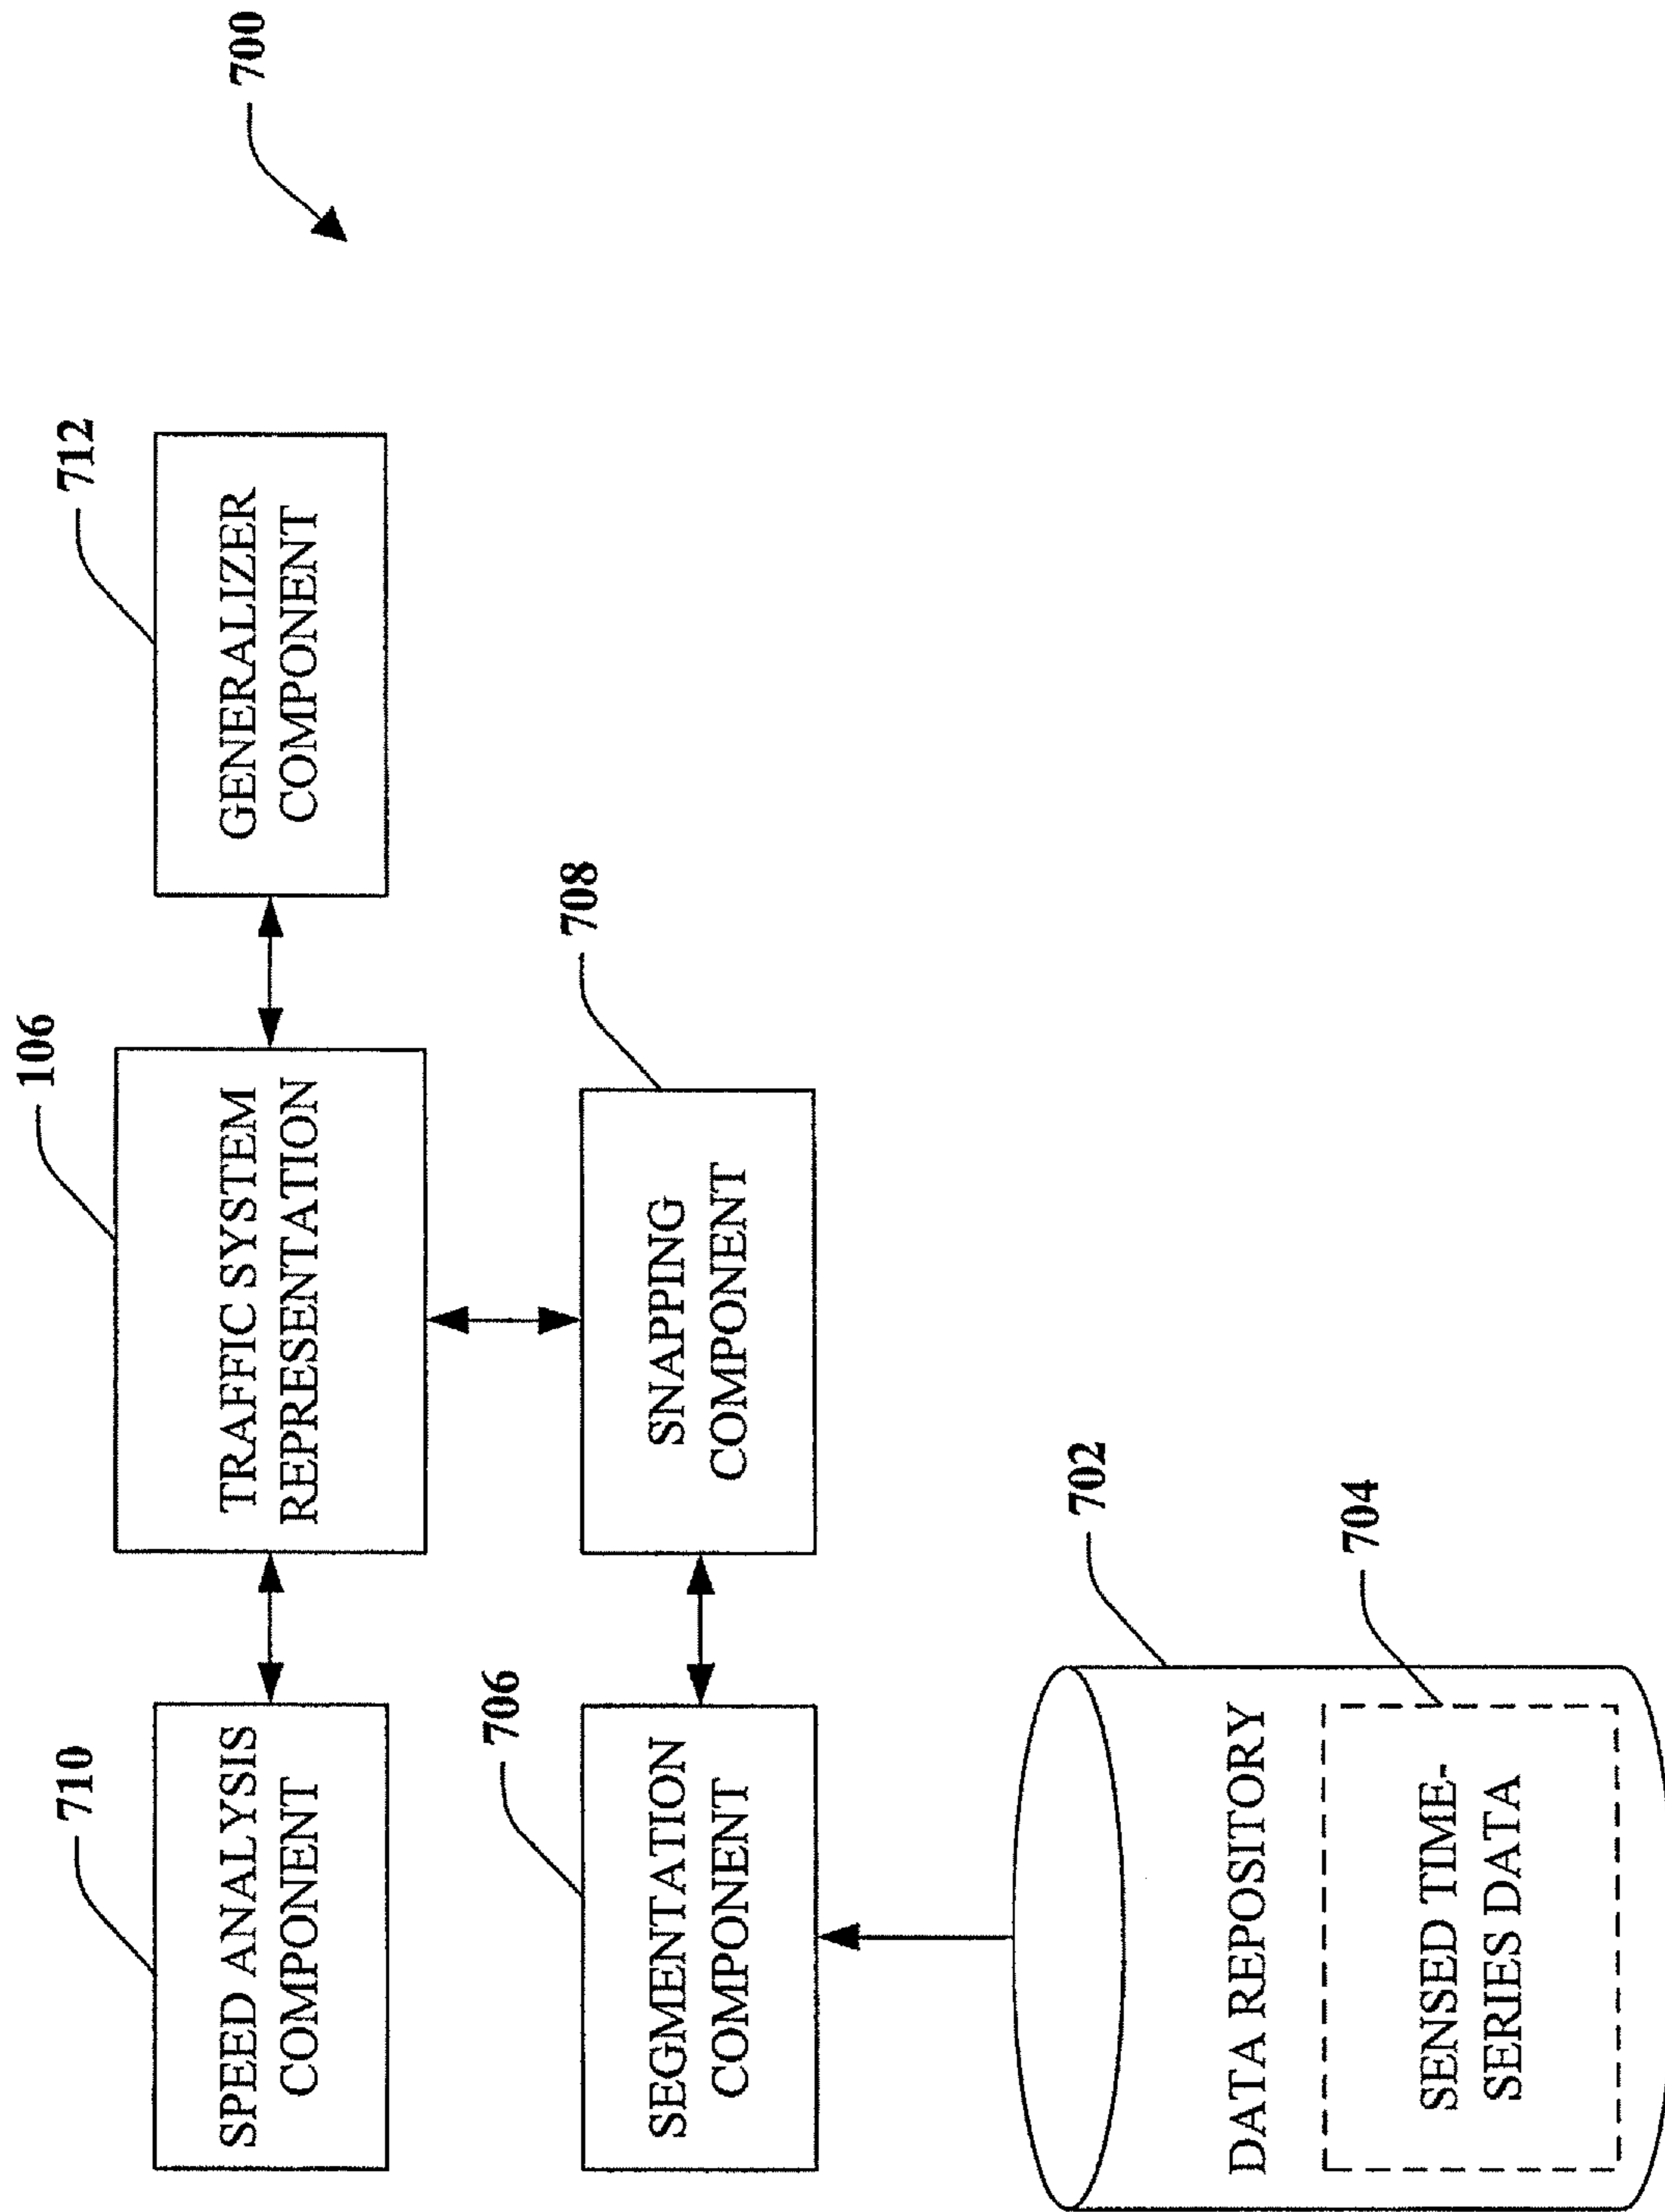 700
710
SPEED ANALYSIS
COMPONENT
106
TRAFFIC SYSTEM
REPRESENTATION
712
GENERALIZER
COMPONENT
706
SEGMENTATION
COMPONENT
708
SNAPPING
COMPONENT
702
DATA REPOSITORY
704
SENSED TIME-
SERIES DATA